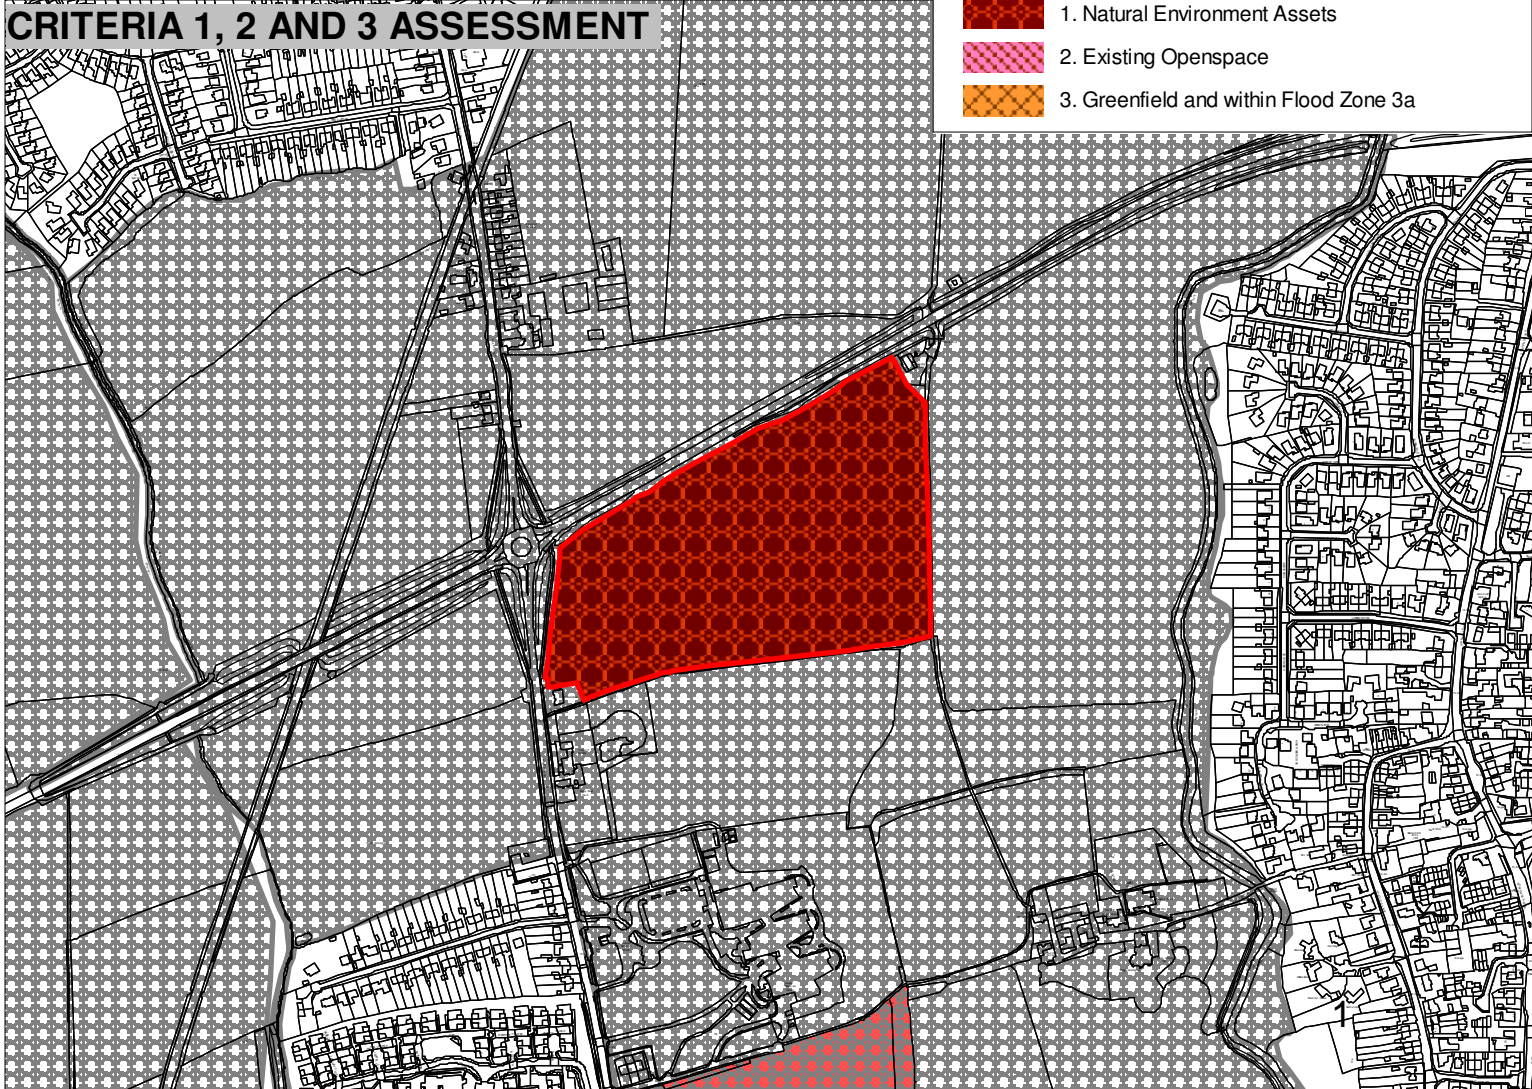 CRITERIA 1, 2 AND 3 ASSESSMENT
1. Natural Environment Assets
2. Existing Openspace
3. Greenfield and within Flood Zone 3a
1